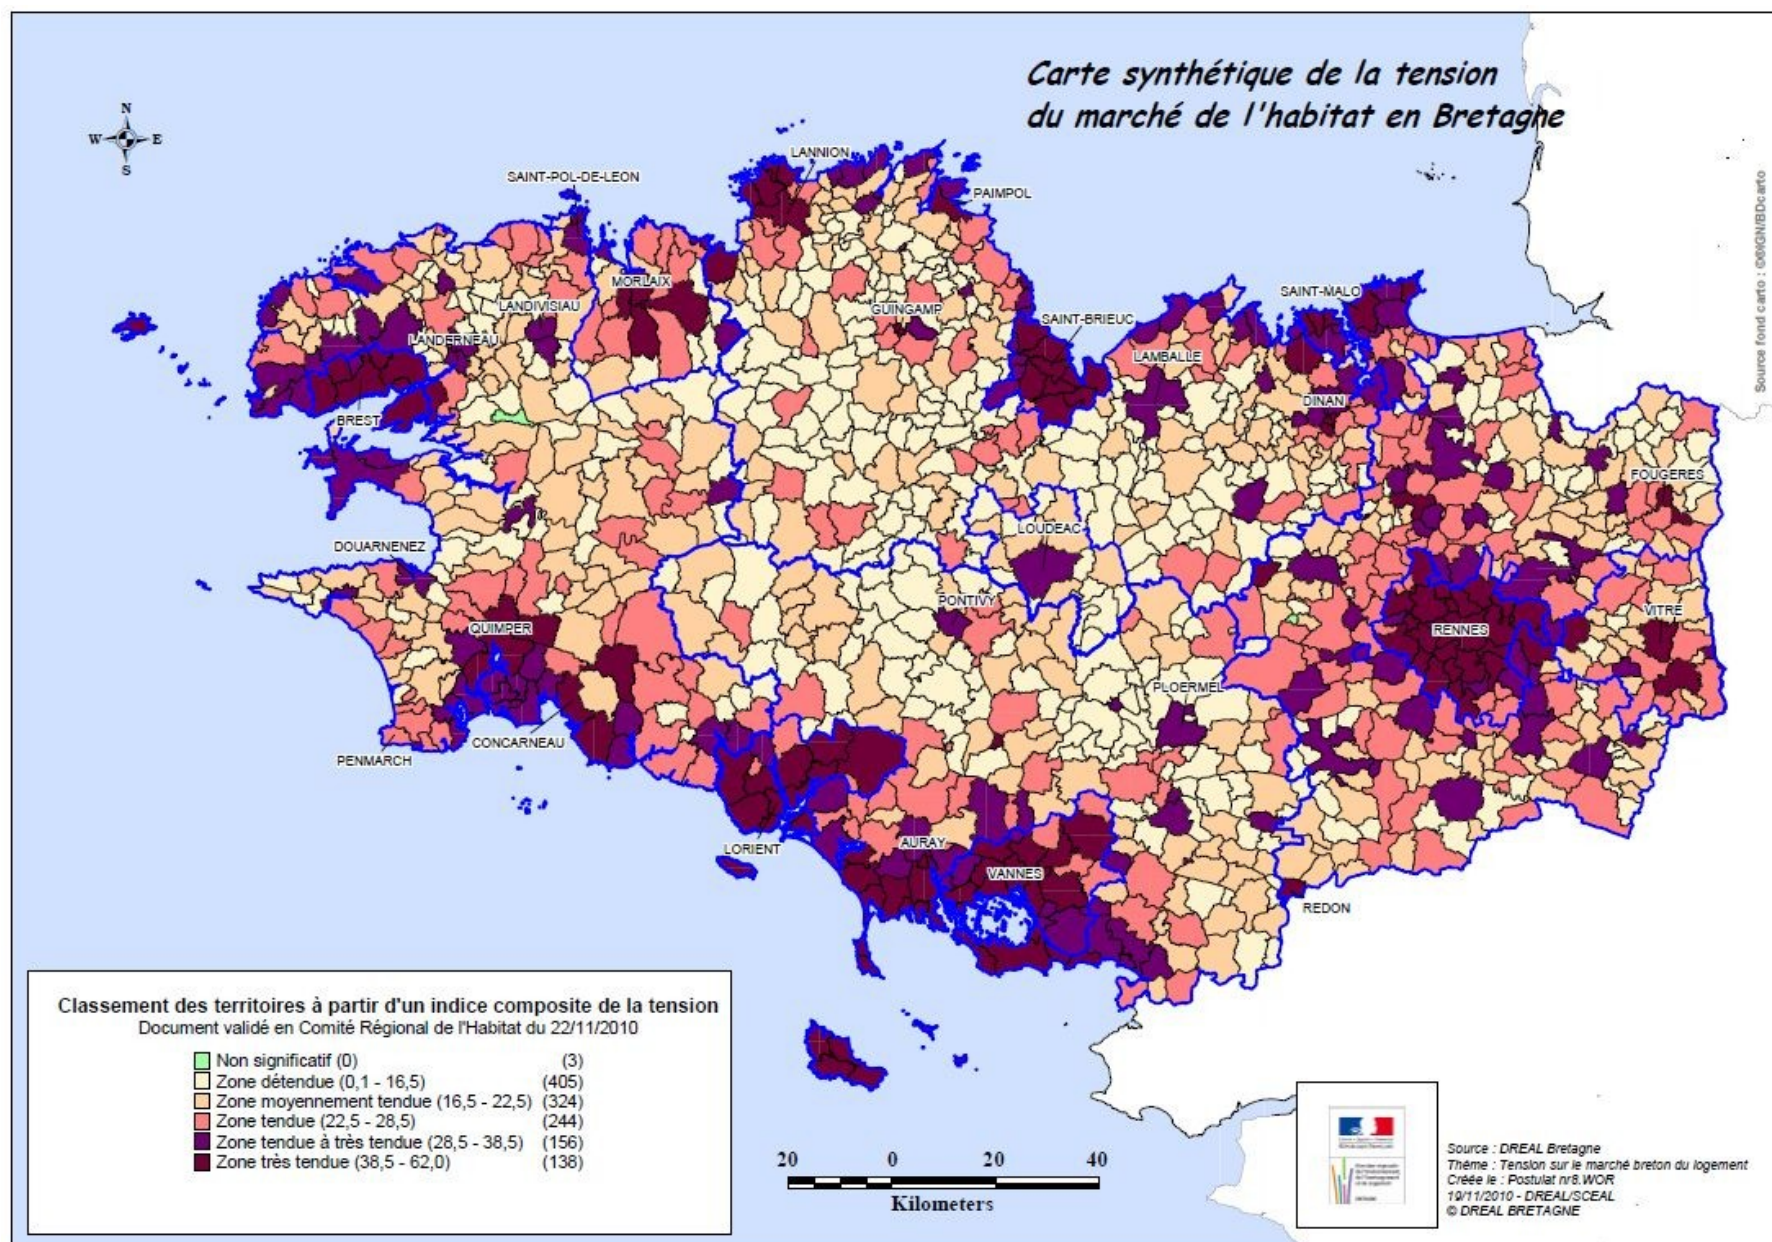 Carte synthétique de la tension
du marché de l'habitat en Bretagne
N
W
E
S
LANNION
SAINT-POL-DE-LEON
PAIMPOL
MORLAIX
SAINT-MALO
LANDIVISIAU
GUINGAMP
SAINT-BRIEUC
LANDERNEAU
LAMBALLE
DINAN
BREST
FOUGERES
LOUDEAC
DOUARNENEZ
PONTIVY
VITRE
QUIMPER
RENNES
PLOERMEL
CONCARNEAU
PENMARCH
LORIENT
AURAY
VANNES
REDON
Classement des territoires à partir d'un indice composite de la tension
Document validé en Comité Régional de l'Habitat du 22/11/2010
Non significatif (0) (3)
Zone détendue (0,1 - 16,5) (405)
Zone moyennement tendue (16,5 - 22,5) (324)
Zone tendue (22,5 - 28,5) (244)
Zone tendue à très tendue (28,5 - 38,5) (156)
Zone très tendue (38,5 - 62,0) (138)
20 0 20 40
Kilometers
Source : DREAL Bretagne
Thème : Tension sur le marché breton du logement
Créée le : Postulat nr8.WOR
19/11/2010 - DREAL/SCEAL
© DREAL BRETAGNE
Source fond carto : ©IGN/BDcarto